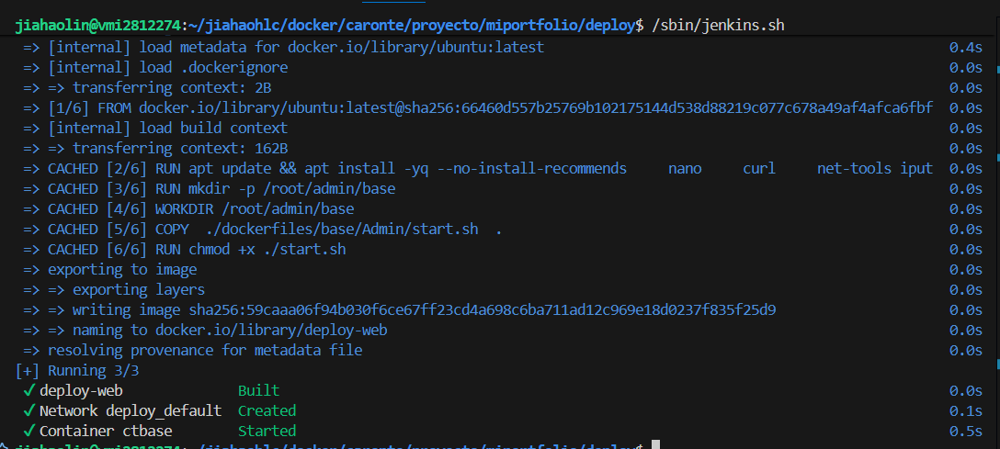 jiahaolin@vmi2812274:~/jiahaohlc/docker/caronte/proyecto/miportfolio/deploy$ /sbin/jenkins.sh
=> [internal] load metadata for docker.io/library/ubuntu:latest 0.4s
=> [internal] load .dockerignore 0.0s
=> => transferring context: 2B 0.0s
=> [1/6] FROM docker.io/library/ubuntu:latest@sha256:66460d557b25769b102175144d538d88219c077c678a49af4afca6fbf 0.0s
=> [internal] load build context 0.0s
=> => transferring context: 162B 0.0s
=> CACHED [2/6] RUN apt update && apt install -yq --no-install-recommends nano curl net-tools iput 0.0s
=> CACHED [3/6] RUN mkdir -p /root/admin/base 0.0s
=> CACHED [4/6] WORKDIR /root/admin/base 0.0s
=> CACHED [5/6] COPY ./dockerfiles/base/Admin/start.sh . 0.0s
=> CACHED [6/6] RUN chmod +x ./start.sh 0.0s
=> exporting to image 0.0s
=> => exporting layers 0.0s
=> => writing image sha256:59caaa06f94b030f6ce67ff23cd4a698c6ba711ad12c969e18d0237f835f25d9 0.0s
=> => naming to docker.io/library/deploy-web 0.0s
=> resolving provenance for metadata file 0.0s
[+] Running 3/3
✔ deploy-web Built 0.0s
✔ Network deploy_default Created 0.1s
✔ Container ctbase Started 0.5s
jiahaolin@vmi2812274:~/jiahaohlc/docker/caronte/proyecto/miportfolio/deploy$